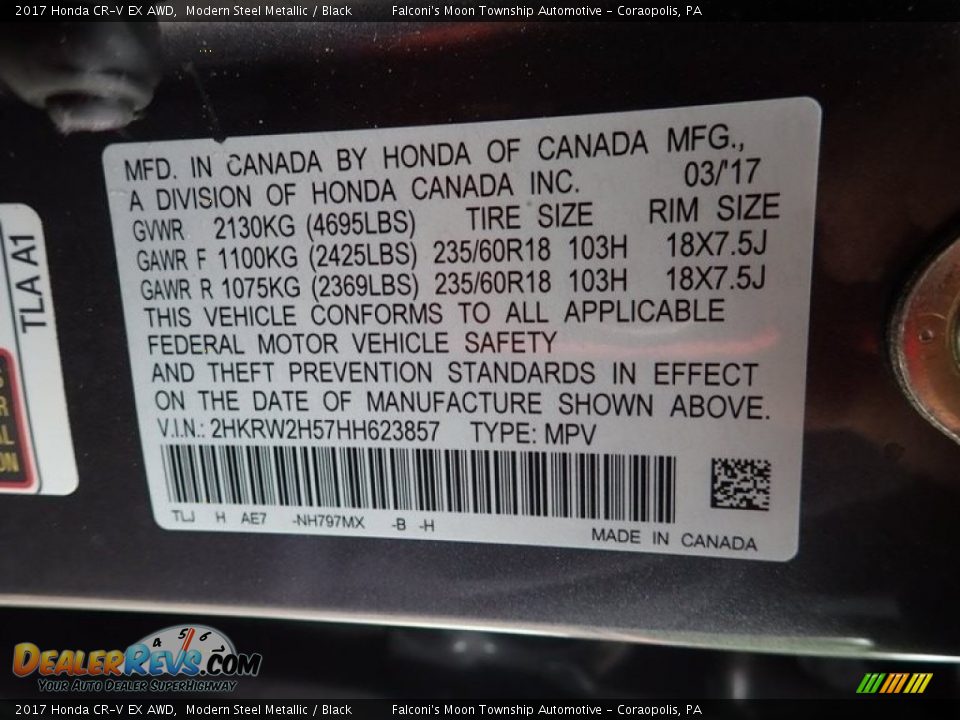 2017 Honda CR-V EX AWD, Modern Steel Metallic / Black Falconi's Moon Township Automotive - Coraopolis, PA
MFD. IN CANADA BY HONDA OF CANADA MFG.,
A DIVISION OF HONDA CANADA INC. 03/'17
GVWR 2130KG (4695LBS) TIRE SIZE RIM SIZE
GAWR F 1100KG (2425LBS) 235/60R18 103H 18X7.5J
GAWR R 1075KG (2369LBS) 235/60R18 103H 18X7.5J
THIS VEHICLE CONFORMS TO ALL APPLICABLE
FEDERAL MOTOR VEHICLE SAFETY
AND THEFT PREVENTION STANDARDS IN EFFECT
ON THE DATE OF MANUFACTURE SHOWN ABOVE.
V.I.N.: 2HKRW2H57HH623857 TYPE: MPV
TLJ H AE7 -NH797MX -B -H
MADE IN CANADA
TLA A1
4 5 6
DEALERREVS.COM
YOUR AUTO DEALER SUPERHIGHWAY
2017 Honda CR-V EX AWD, Modern Steel Metallic / Black Falconi's Moon Township Automotive - Coraopolis, PA